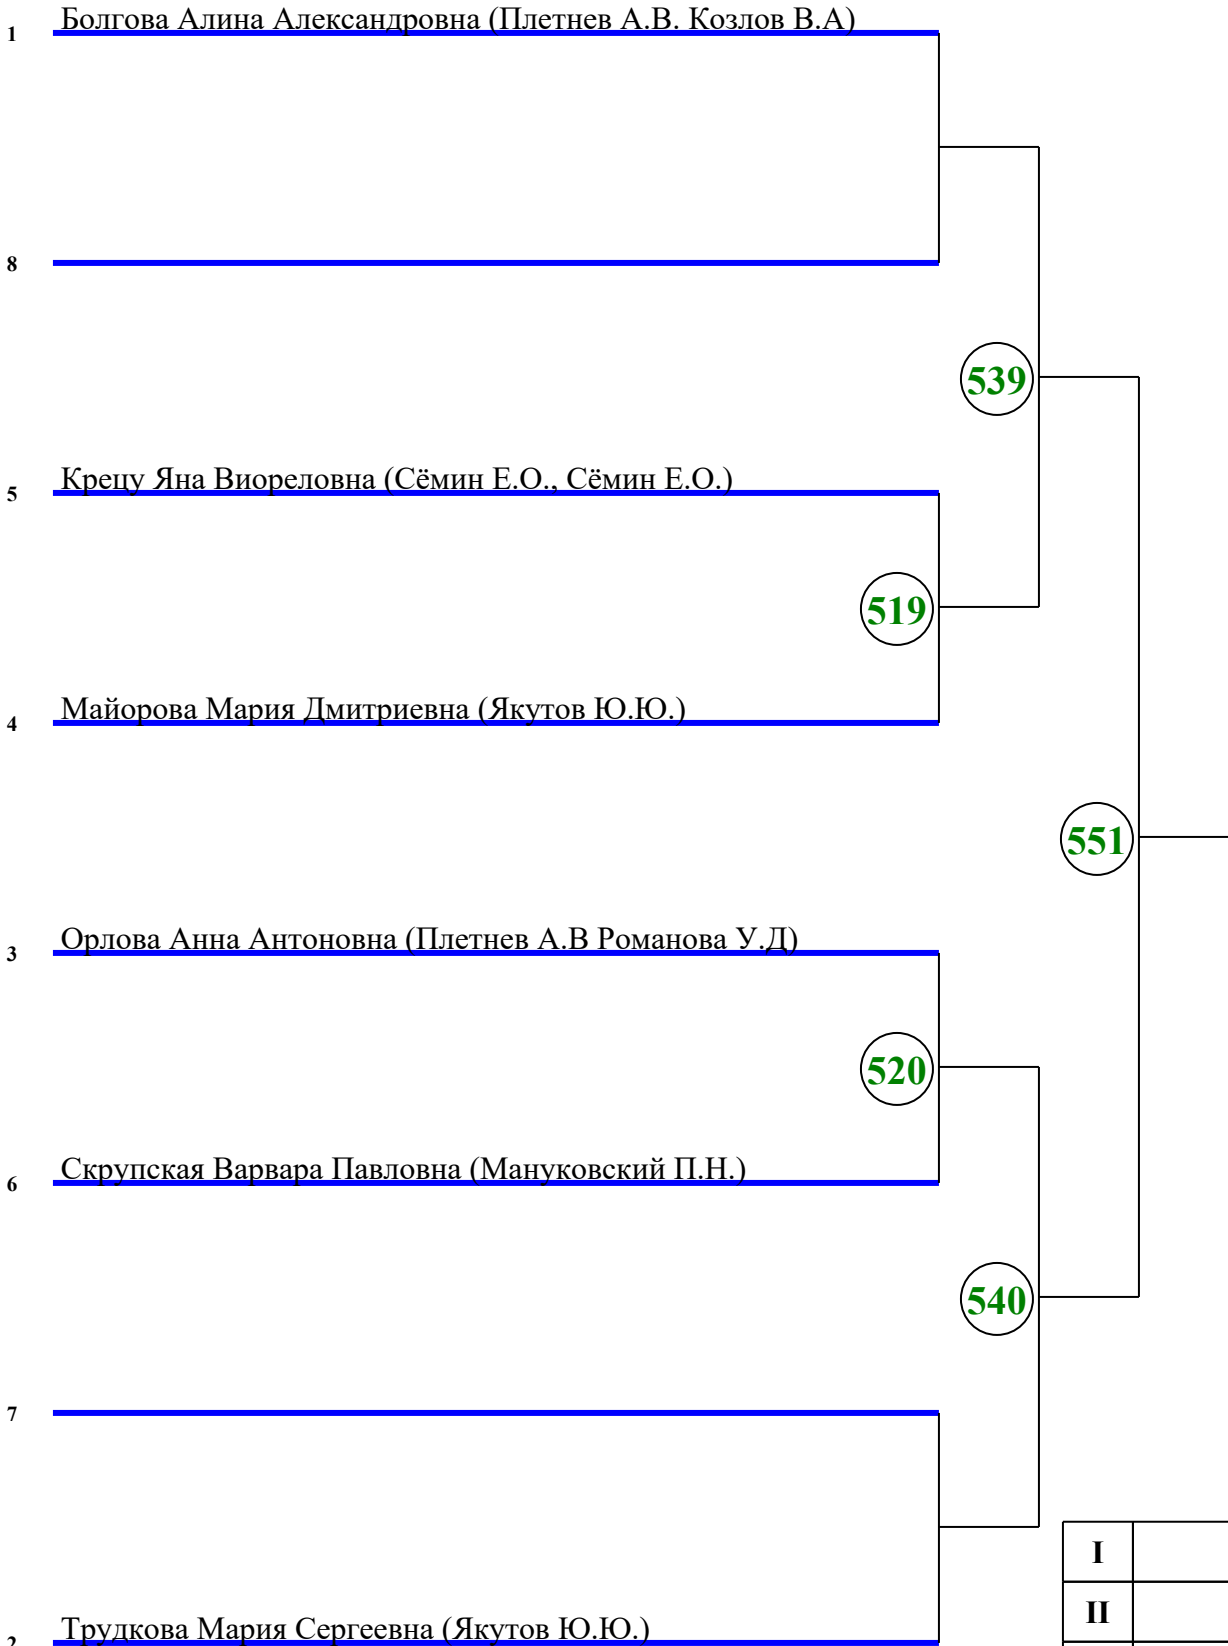 1 Болгова Алина Александровна (Плетнев А.В. Козлов В.А)
8
539
5 Крецу Яна Виореловна (Сёмин Е.О., Сёмин Е.О.)
519
4 Майорова Мария Дмитриевна (Якутов Ю.Ю.)
551
3 Орлова Анна Антоновна (Плетнев А.В Романова У.Д)
520
6 Скрупская Варвара Павловна (Мануковский П.Н.)
540
7
I
II
2 Трудкова Мария Сергеевна (Якутов Ю.Ю.)